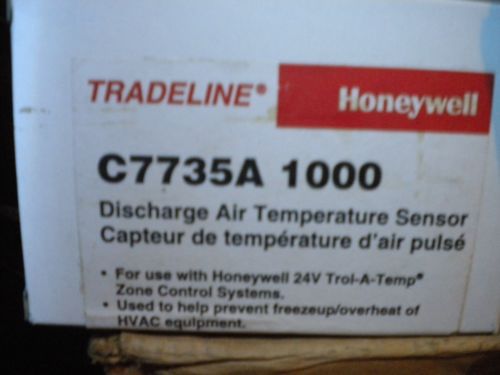 TRADELINE® Honeywell
C7735A 1000
Discharge Air Temperature Sensor
Capteur de température d'air pulsé
• For use with Honeywell 24V Trol-A-Temp®
Zone Control Systems.
• Used to help prevent freezeup/overheat of
HVAC equipment.